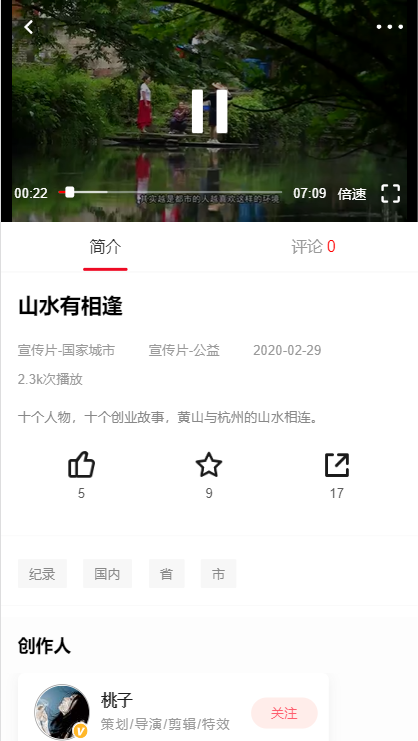 其实越是都市的人越喜欢这样的环境
00:22
07:09
倍速
简介
评论 0
山水有相逢
宣传片-国家城市
宣传片-公益
2020-02-29
2.3k次播放
十个人物，十个创业故事，黄山与杭州的山水相连。
5
9
17
纪录
国内
省
市
创作人
桃子
策划/导演/剪辑/特效
关注